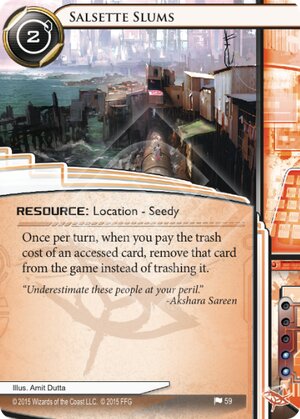 2
SALSETTE SLUMS
RESOURCE: Location - Seedy
Once per turn, when you pay the trash
cost of an accessed card, remove that card
from the game instead of trashing it.
“Underestimate these people at your peril.”
-Akshara Sareen
Illus. Amit Dutta
© 2015 Wizards of the Coast LLC. © 2015 FFG
59